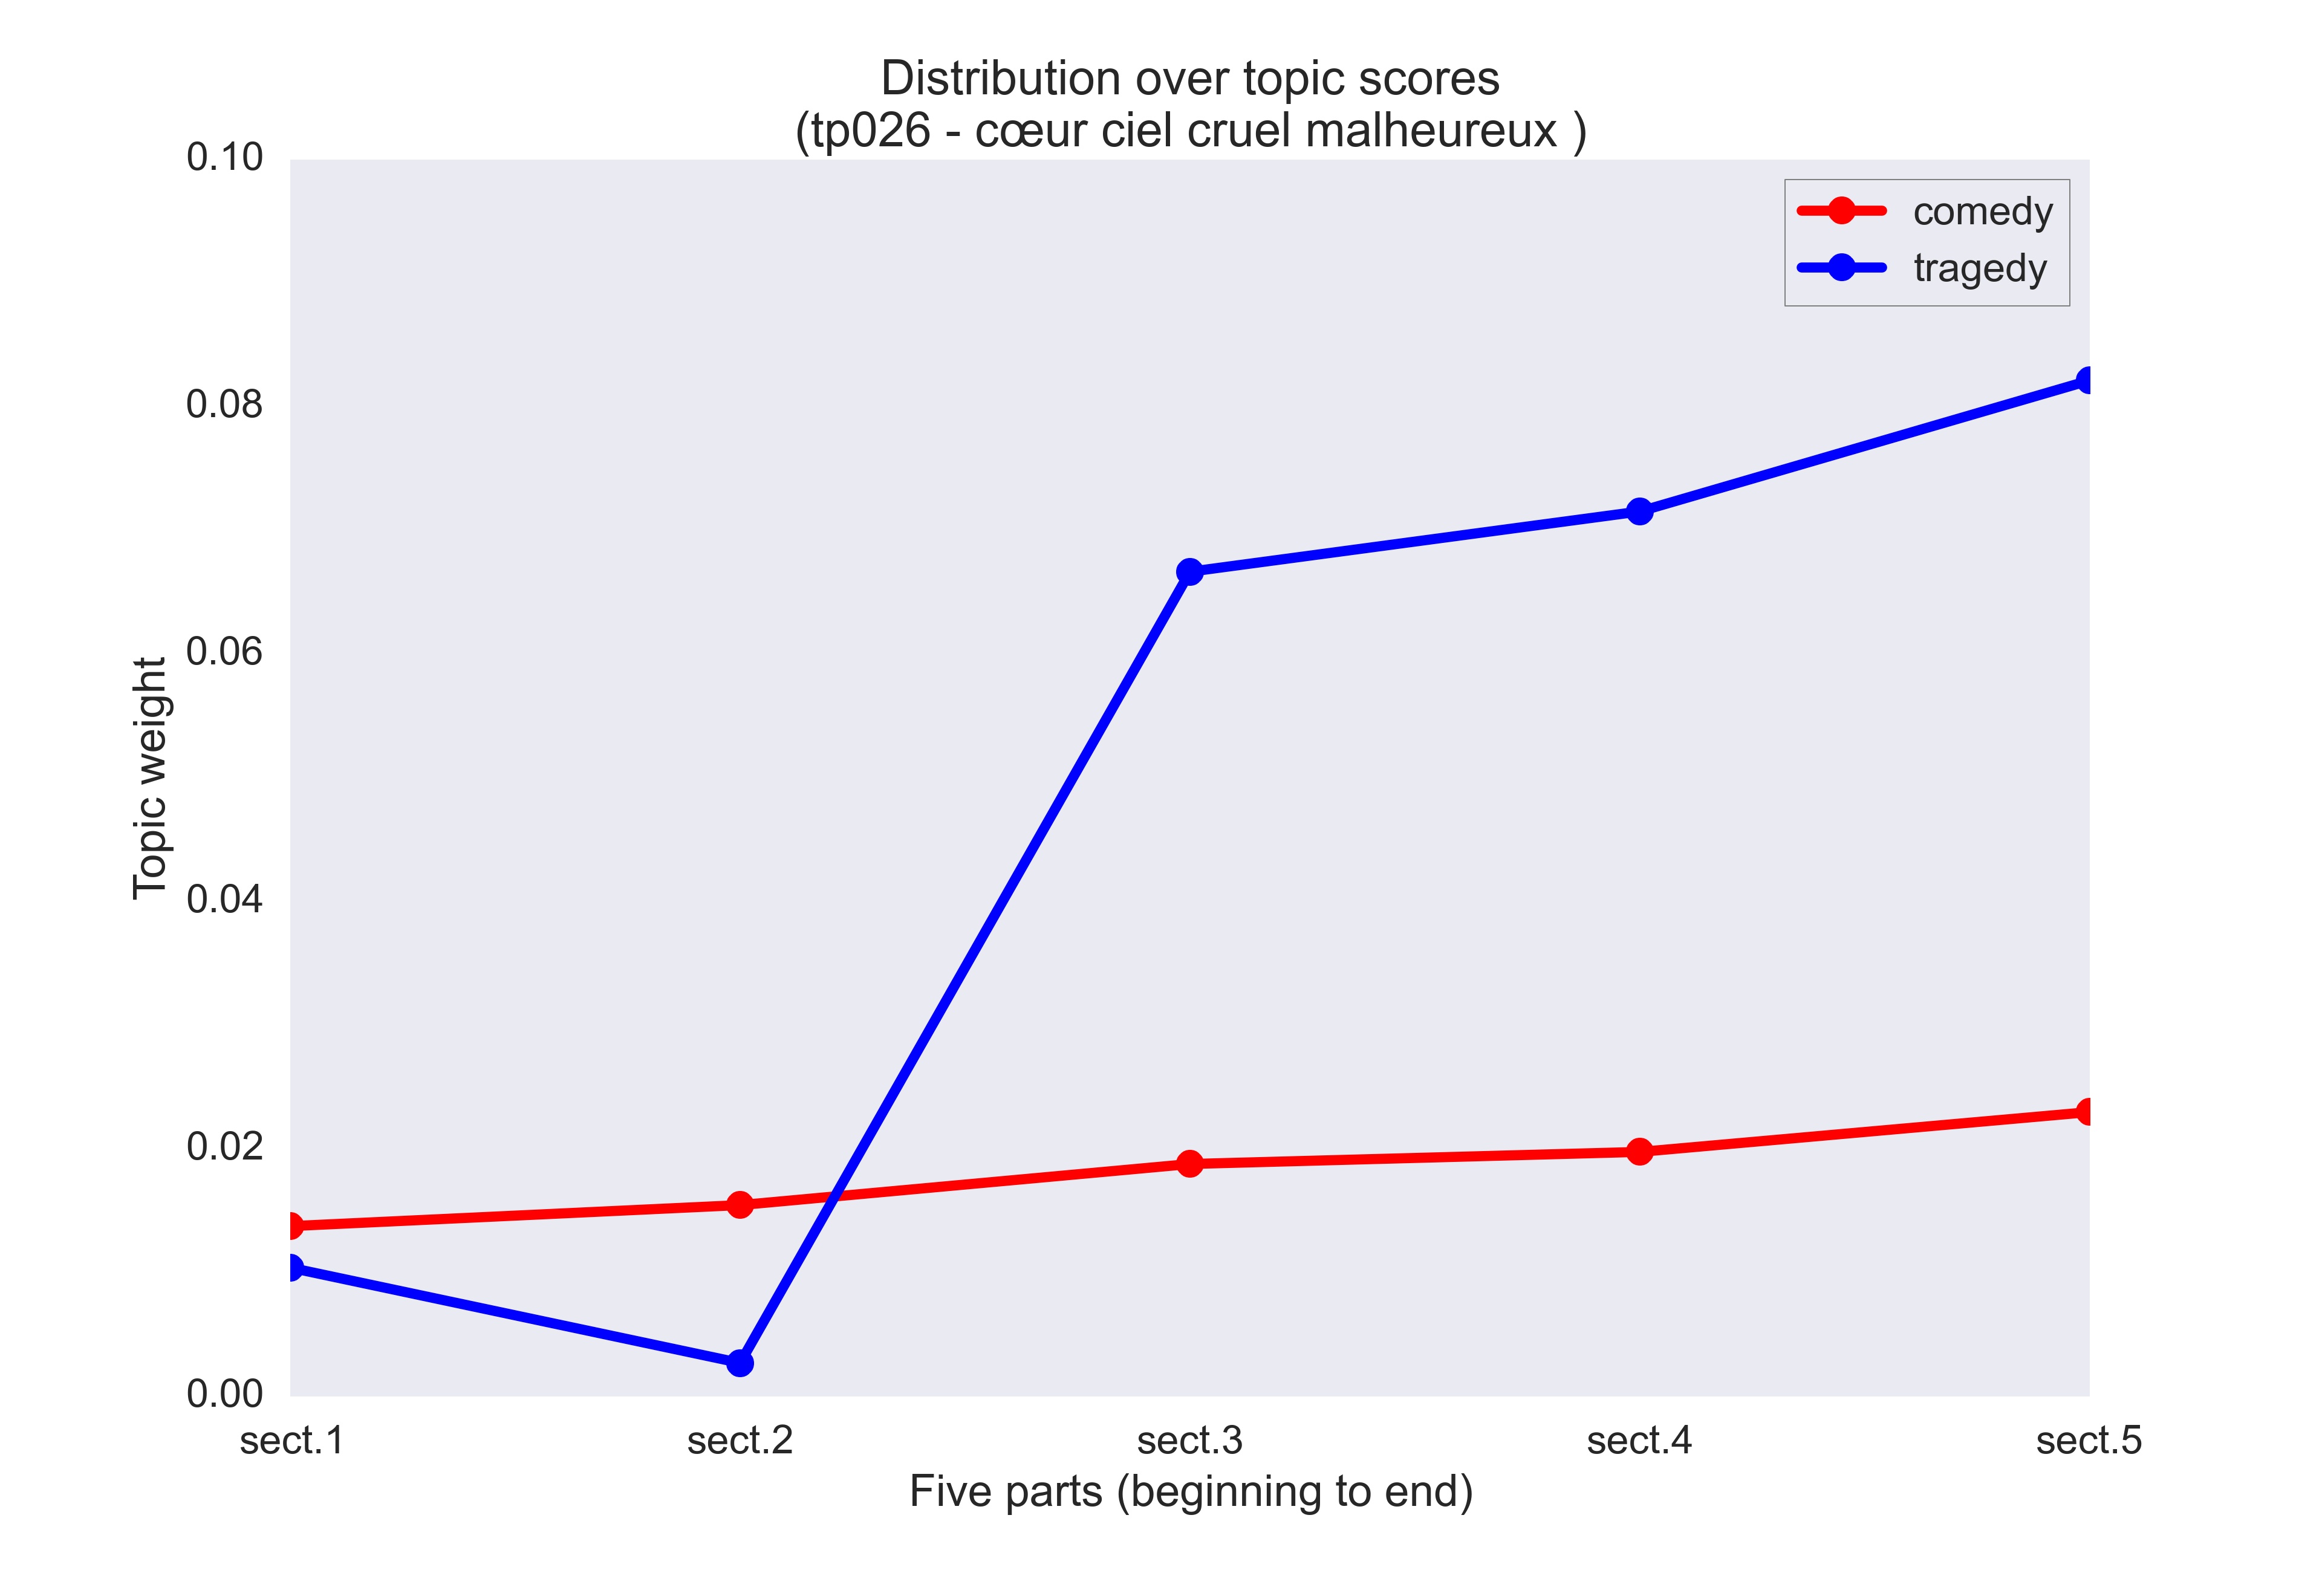 Distribution over topic scores
(tp026 - cœur ciel cruel malheureux )
0.10
0.08
0.06
0.04
0.02
0.00
Topic weight
comedy
tragedy
sect.1
sect.2
sect.3
sect.4
sect.5
Five parts (beginning to end)